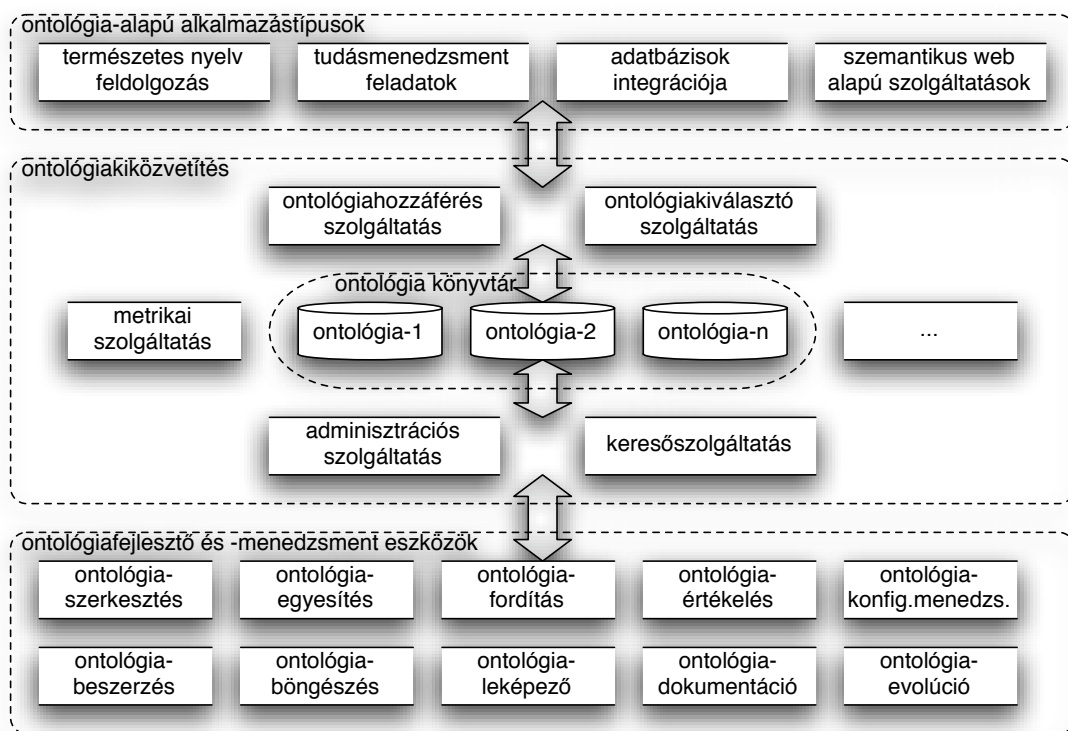 ontológia-alapú alkalmazástípusok
természetes nyelv
feldolgozás
tudásmenedzsment
feladatok
adatbázisok
integrációja
szemantikus web
alapú szolgáltatások
ontológiakiközvetítés
ontológiahozzáférés
szolgáltatás
ontológiakiválasztó
szolgáltatás
ontológia könyvtár
metrikai
szolgáltatás
ontológia-1
ontológia-2
ontológia-n
...
adminisztrációs
szolgáltatás
keresőszolgáltatás
ontológiafejlesztő és -menedzsment eszközök
ontológia-
szerkesztés
ontológia-
egyesítés
ontológia-
fordítás
ontológia-
értékelés
ontológia-
konfig.menedzs.
ontológia-
beszerzés
ontológia-
böngészés
ontológia-
leképező
ontológia-
dokumentáció
ontológia-
evolúció